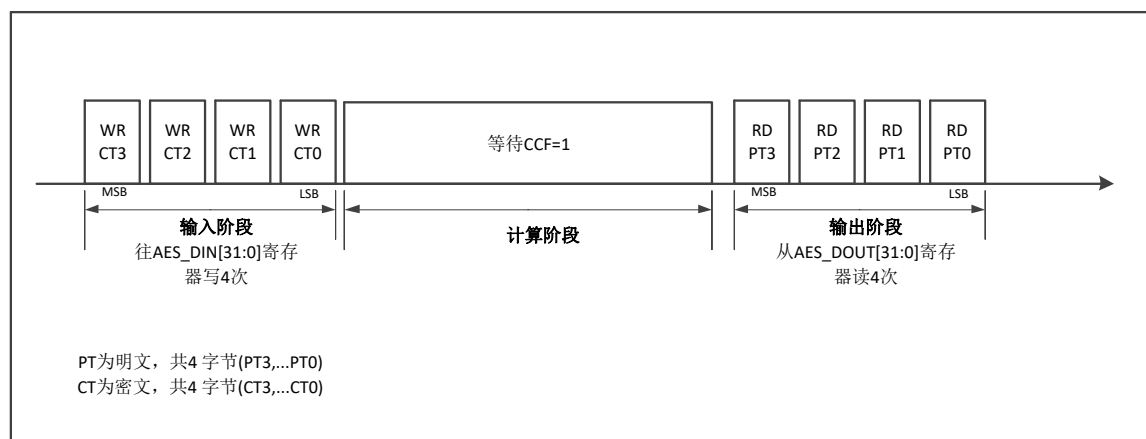 WR
CT3
WR
CT2
WR
CT1
WR
CT0
等待CCF=1
RD
PT3
RD
PT2
RD
PT1
RD
PT0
MSB
LSB
MSB
LSB
输入阶段
往AES_DIN[31:0]寄存
器写4次
计算阶段
输出阶段
从AES_DOUT[31:0]寄存
器读4次
PT为明文，共4 字节(PT3,...PT0)
CT为密文，共4 字节(CT3,...CT0)